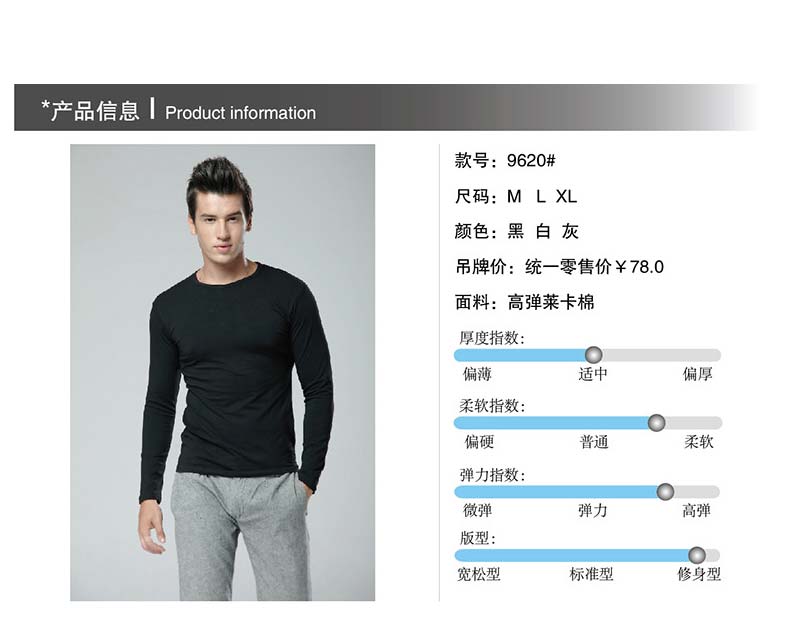 *产品信息 | Product information
款号：9620#
尺码：M L XL
颜色：黑 白 灰
吊牌价：统一零售价￥78.0
面料：高弹莱卡棉
厚度指数:
偏薄 适中 偏厚
柔软指数:
偏硬 普通 柔软
弹力指数:
微弹 弹力 高弹
版型:
宽松型 标准型 修身型